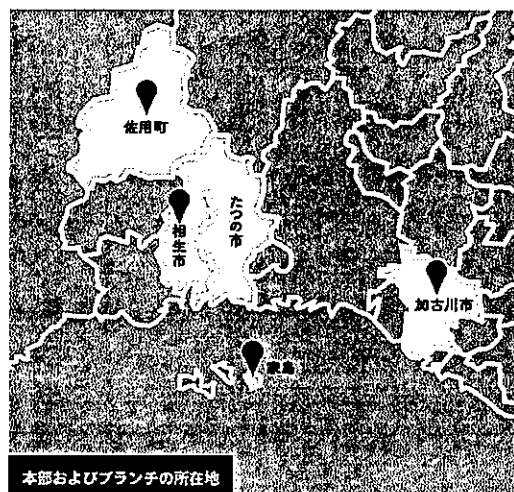 佐用町
たつの市
相生市
加古川市
家島
本部およびブランチの所在地